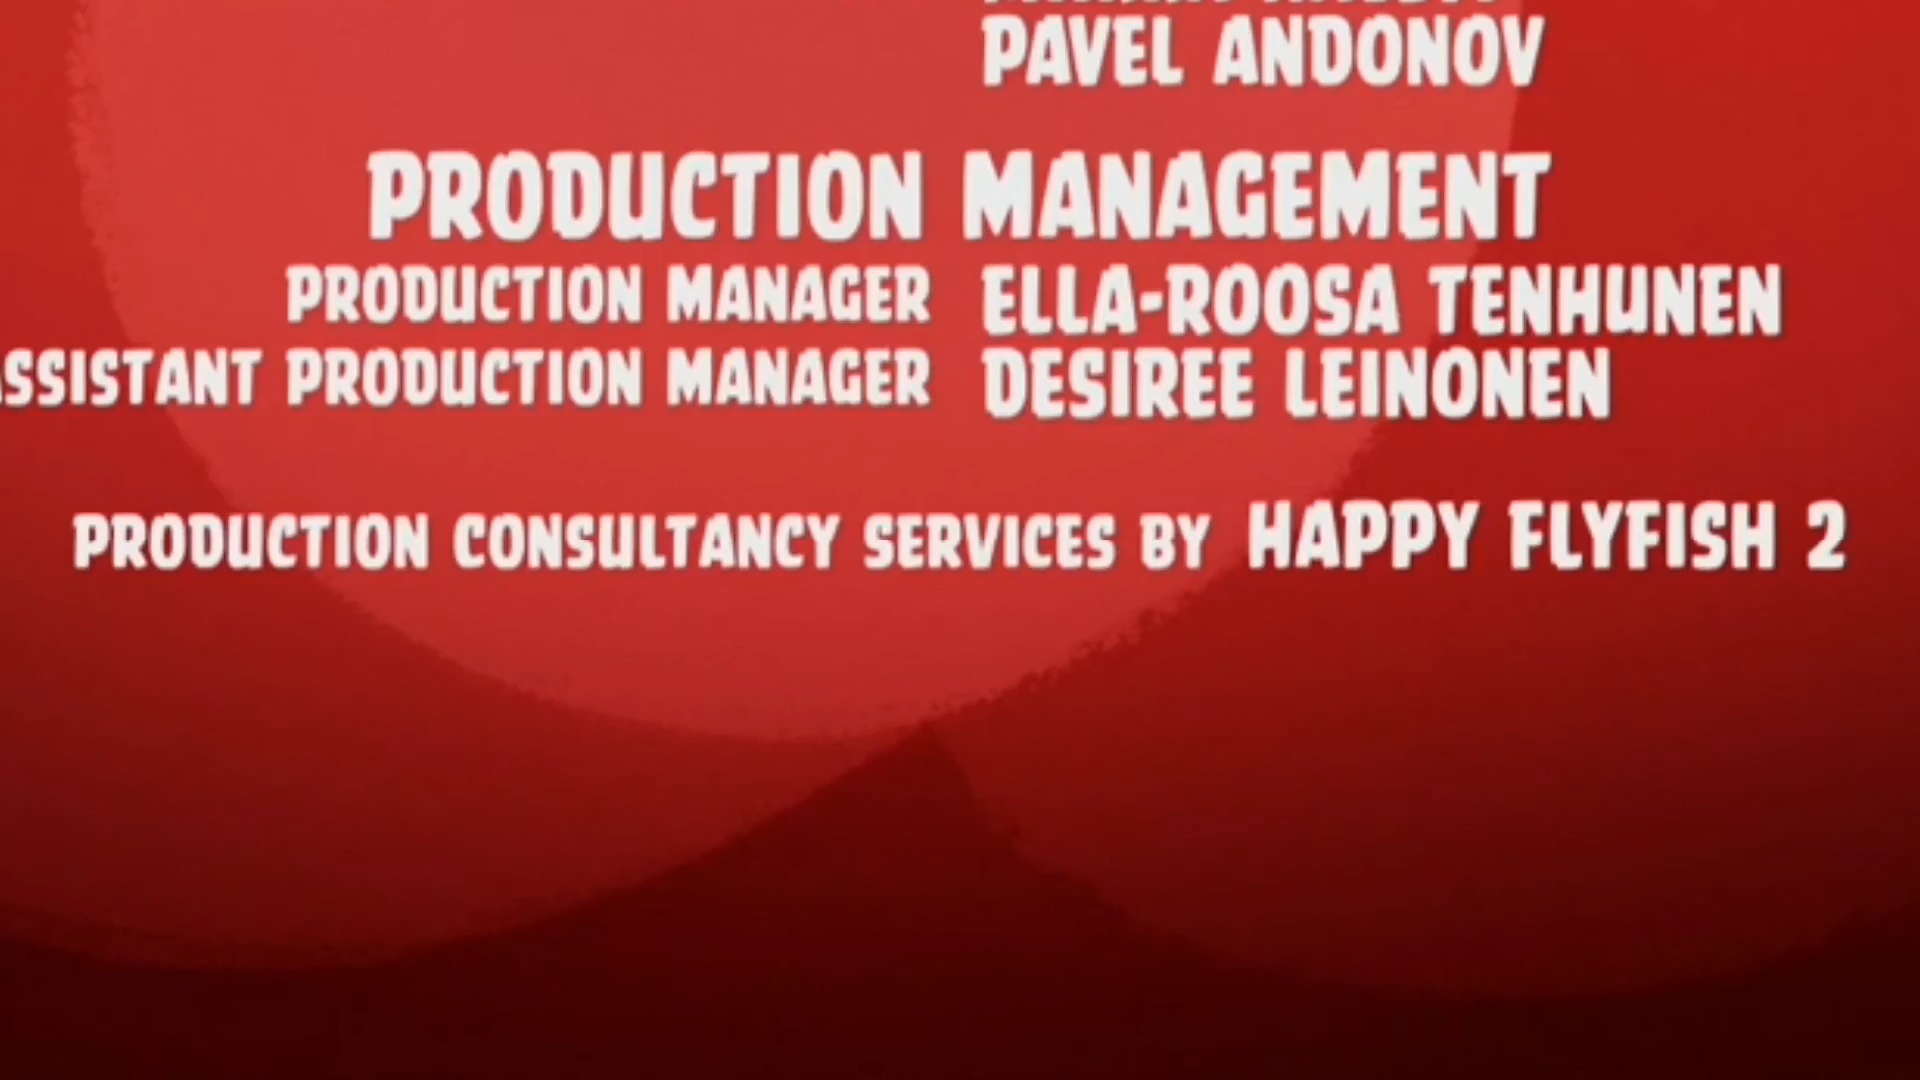 PAVEL ANDONOV
PRODUCTION MANAGEMENT
PRODUCTION MANAGER ELLA-ROOSA TENHUNEN
ASSISTANT PRODUCTION MANAGER DESIREE LEINONEN
PRODUCTION CONSULTANCY SERVICES BY HAPPY FLYFISH 2